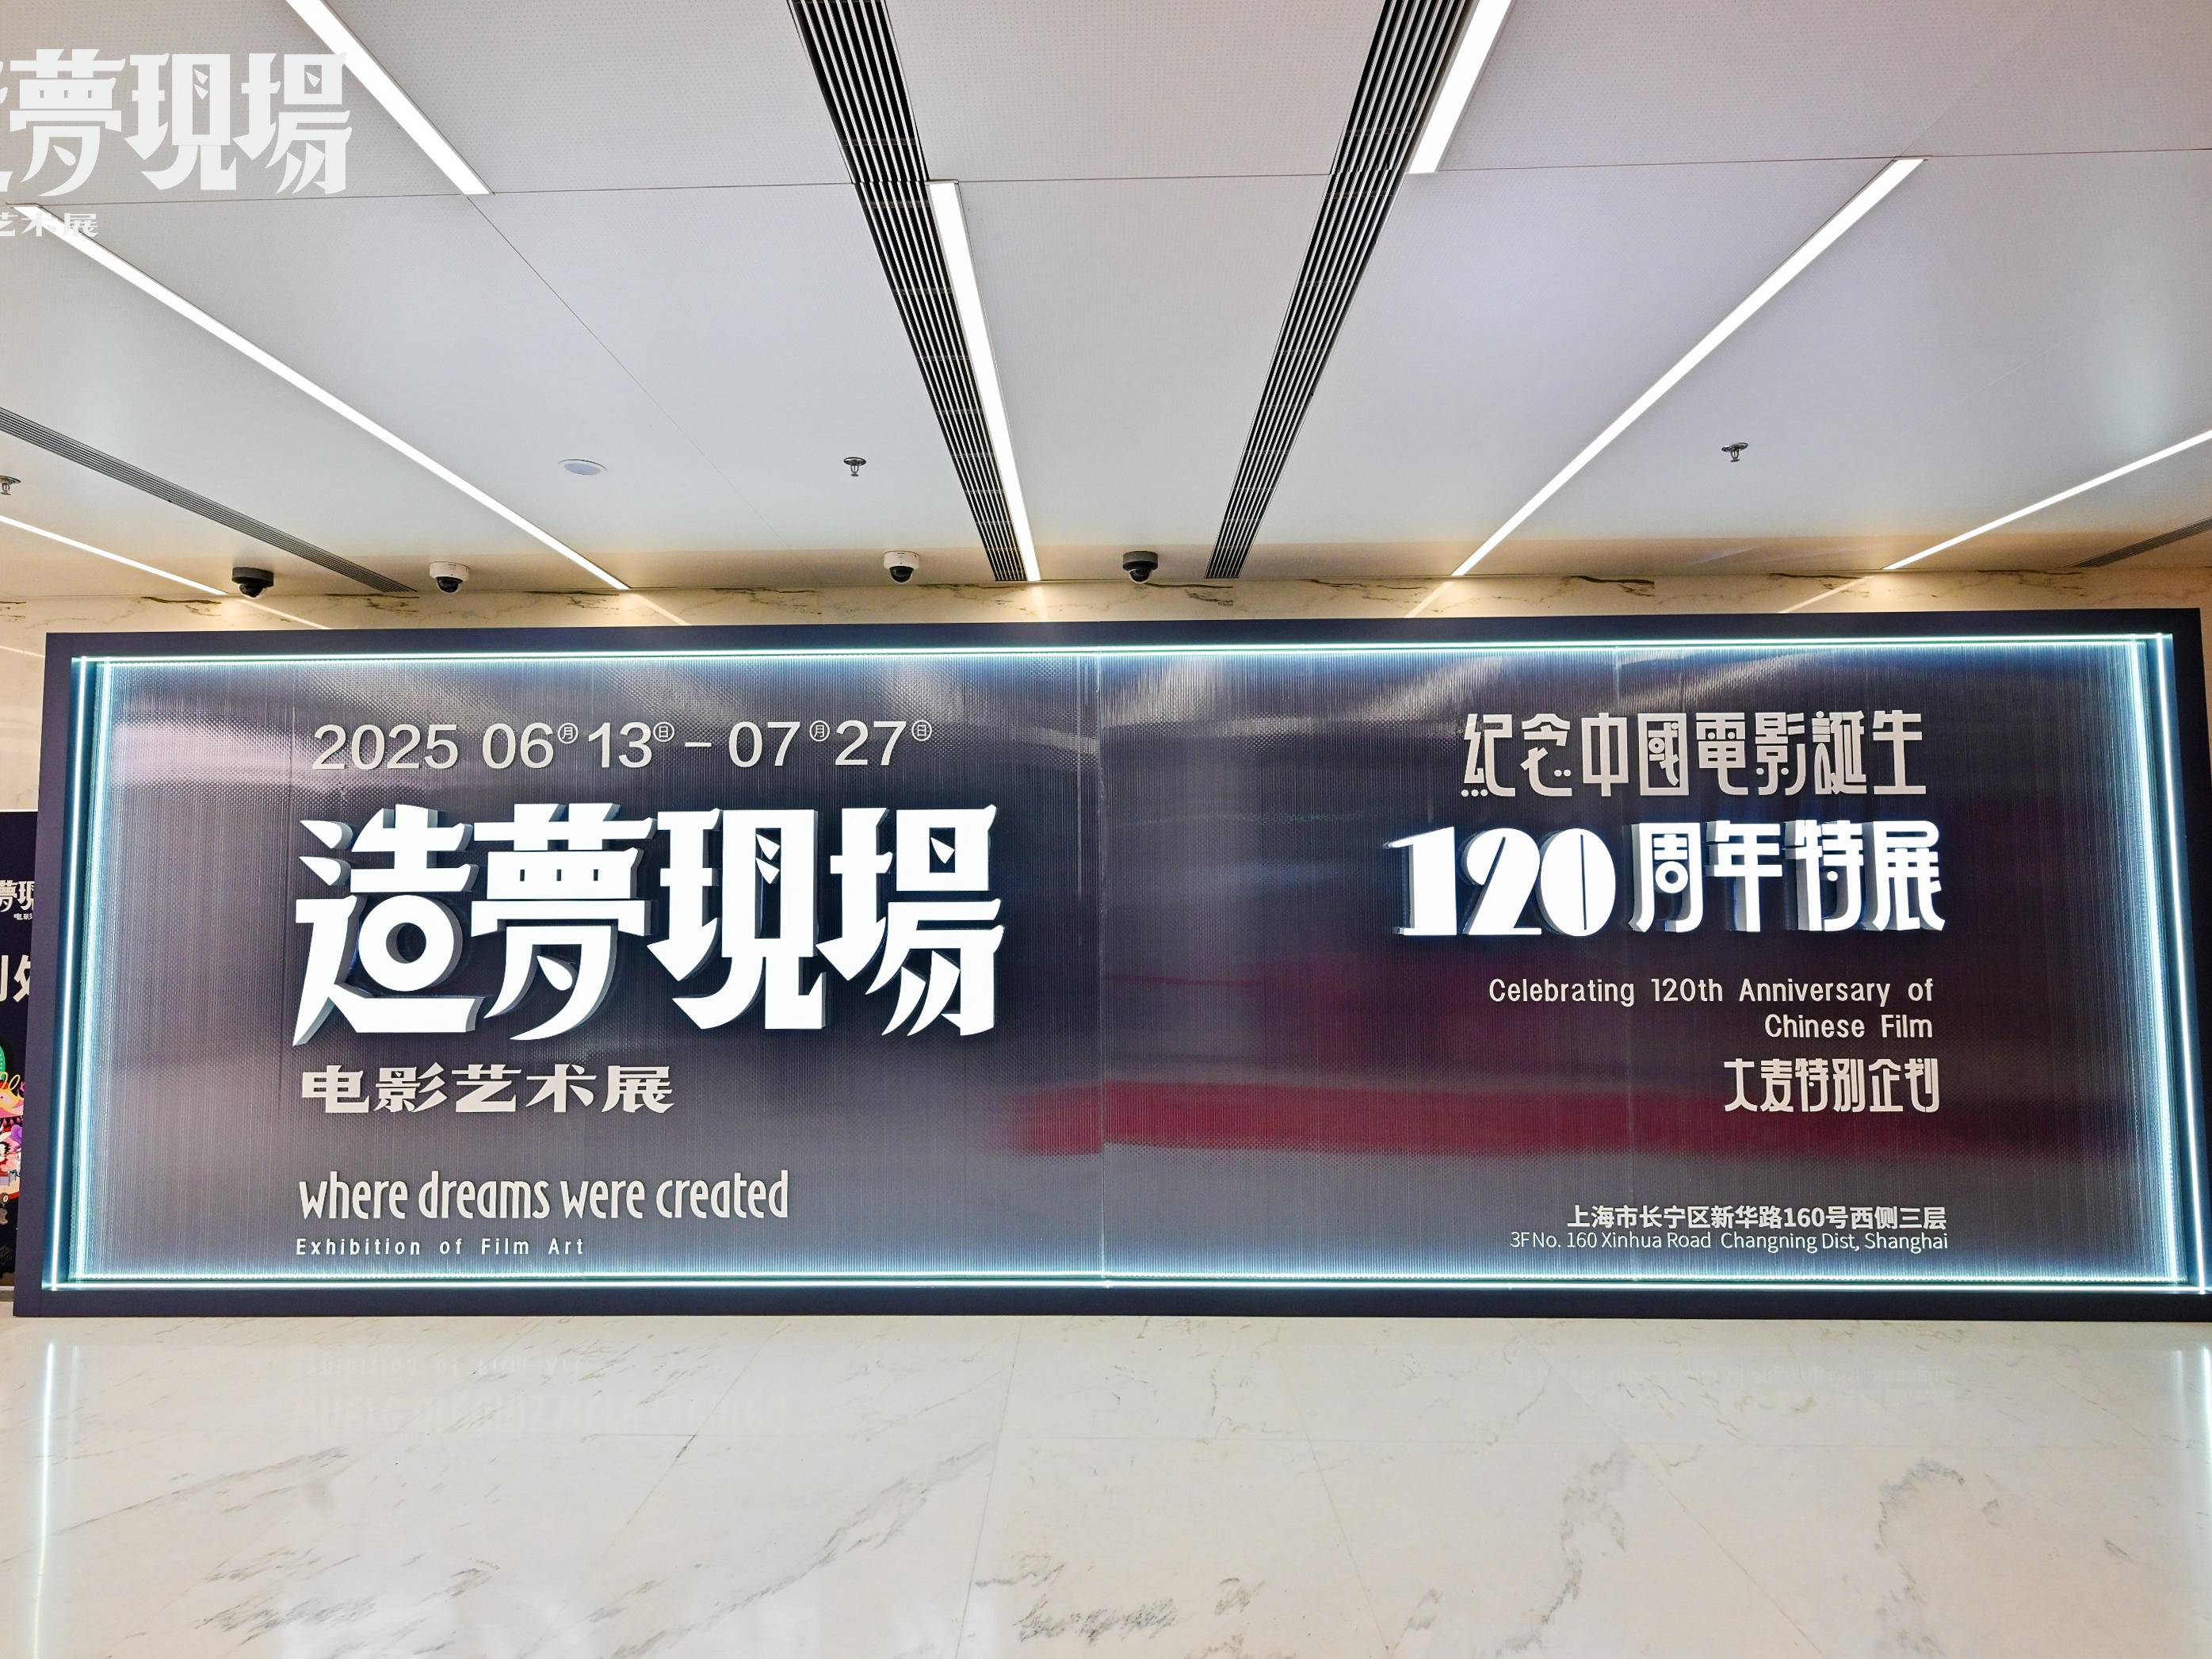 夢現場
艺术展
2025 06月13日 – 07月27日
造夢現場
电影艺术展
where dreams were created
Exhibition of Film Art
紀念中國電影誕生
120周年特展
Celebrating 120th Anniversary of
Chinese Film
大麦特别企划
上海市长宁区新华路160号西侧三层
3F No. 160 Xinhua Road Changning Dist, Shanghai